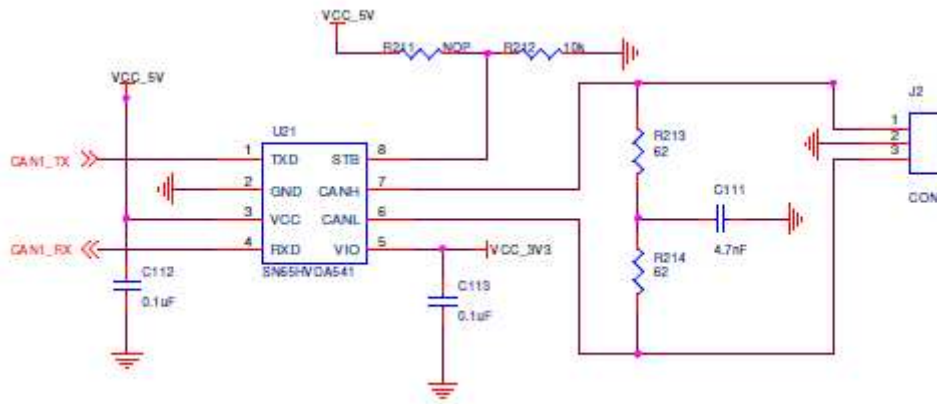 VCC_5V
R241 NOP R242 10k
VCC_5V
J2
U21
1
R213
2
62
3
CAN1_TX 1 TXD STB 8
2 GND CANH 7
C111
CON
3 VCC CANL 6
4.7nF
CAN1_RX 4 RXD VIO 5 VCC_3V3
R214
62
SN65HVDA541
C112
0.1uF
C113
0.1uF